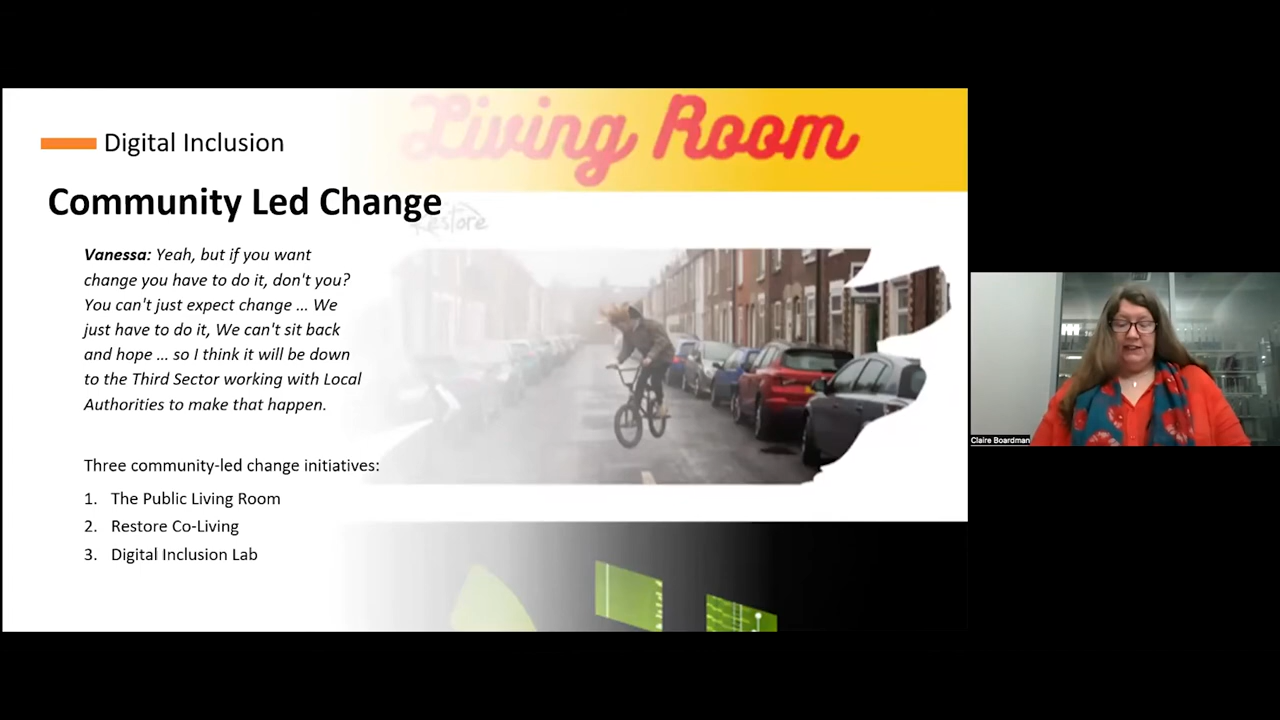 Living Room
Digital Inclusion
Community Led Change
Restore
Vanessa: Yeah, but if you want
change you have to do it, don't you?
You can't just expect change ... We
just have to do it, We can't sit back
and hope ... so I think it will be down
to the Third Sector working with Local
Authorities to make that happen.
Three community-led change initiatives:
1. The Public Living Room
2. Restore Co-Living
3. Digital Inclusion Lab
Claire Boardman